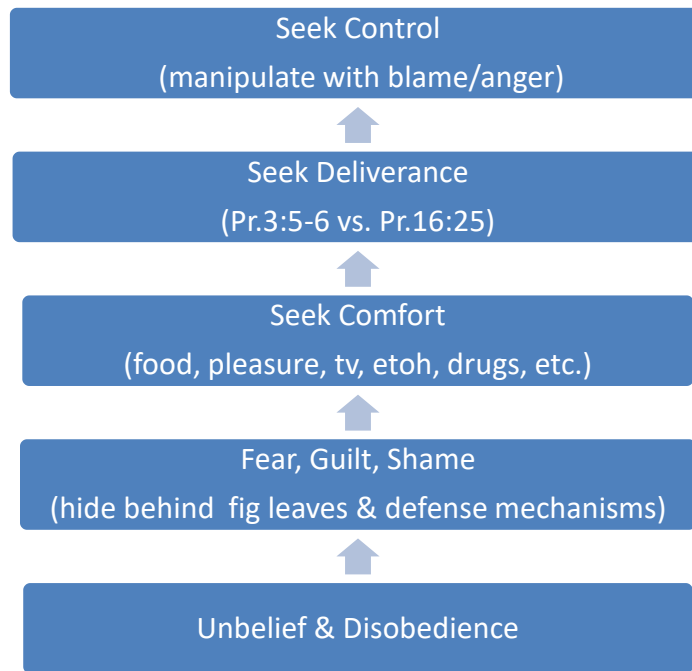 Seek Control
(manipulate with blame/anger)
Seek Deliverance
(Pr.3:5-6 vs. Pr.16:25)
Seek Comfort
(food, pleasure, tv, etoh, drugs, etc.)
Fear, Guilt, Shame
(hide behind  fig leaves & defense mechanisms)
Unbelief & Disobedience